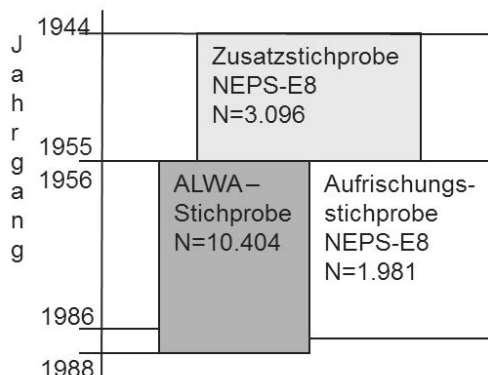 Jahrgang
1944
Zusatzstichprobe
NEPS-E8
N=3.096
1955
1956
ALWA –
Stichprobe
N=10.404
Aufrischungs-
stichprobe
NEPS-E8
N=1.981
1986
1988